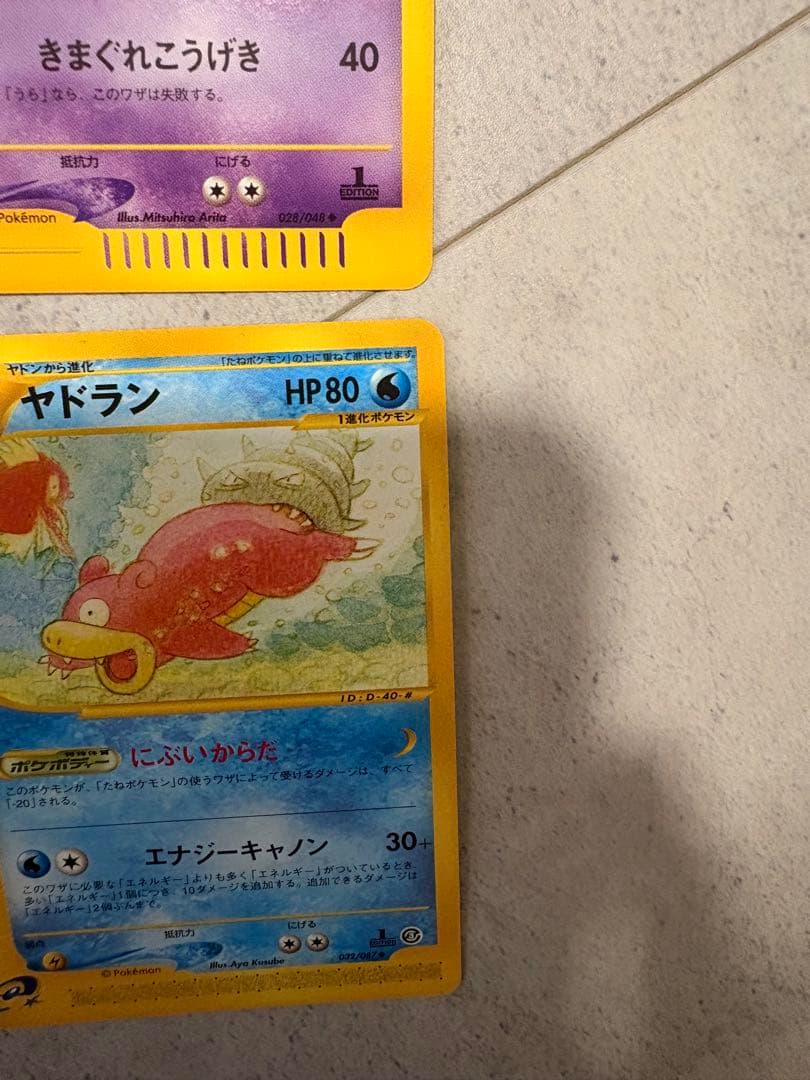 きまぐれこうげき 40
「うら」なら、このワザは失敗する。
抵抗力 にげる
1 EDITION
Pokémon Illus. Mitsuhiro Arita 028/048◆
ヤドンから進化 「たねポケモン」の上に重ねて進化させます。
ヤドラン HP80
1進化ポケモン
ID:D-40-#
特殊体質
ポケボディー にぶいからだ
このポケモンが、「たねポケモン」の使うワザによって受けるダメージは、すべて
「-20」される。
エナジーキャノン 30+
このワザに必要な「エネルギー」よりも多く「エネルギー」がついているとき、
多い「エネルギー」1個につき、10ダメージを追加する。追加できるダメージは
「エネルギー」2個ぶんまで。
弱点 抵抗力 にげる
1 EDITION
©Pokémon Illus. Aya Kusube 032/087◆